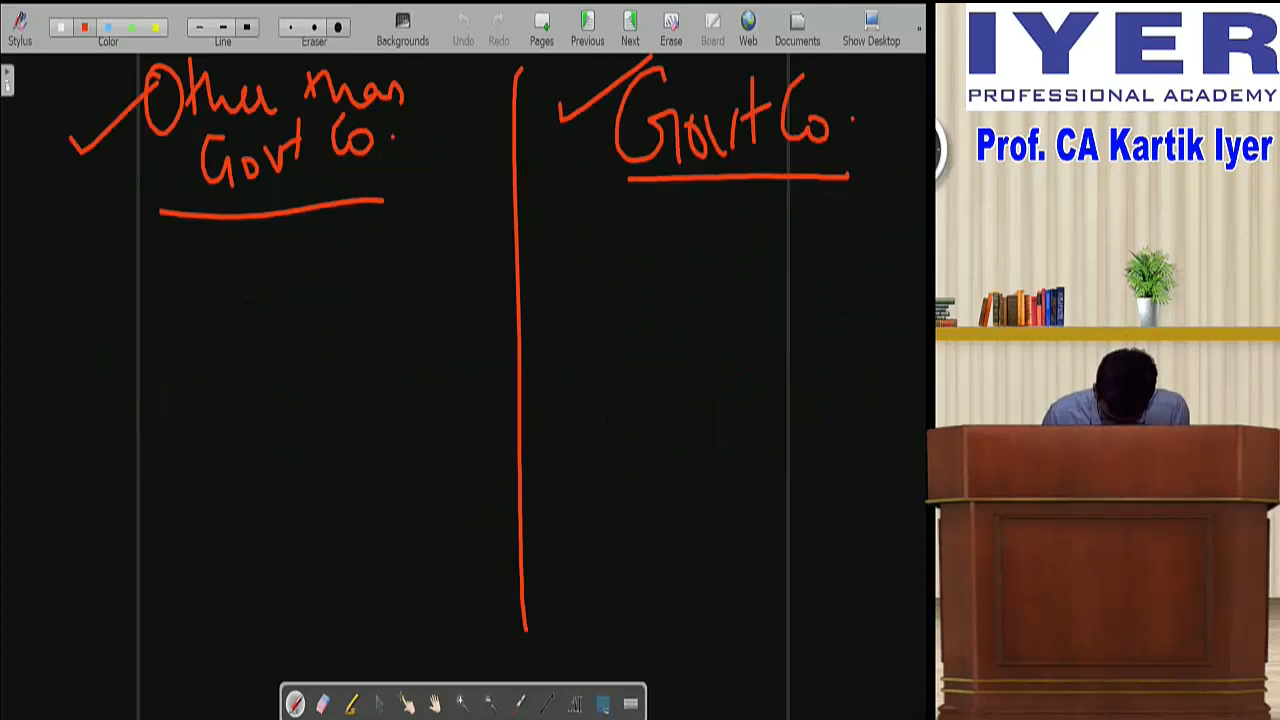 Stylus
Color
Line
Eraser
Backgrounds
Undo
Redo
Pages
Previous
Next
Erase
Board
Web
Documents
Show Desktop
Other than
Govt Co.
Govt Co.
IYER
PROFESSIONAL ACADEMY
Prof. CA Kartik Iyer